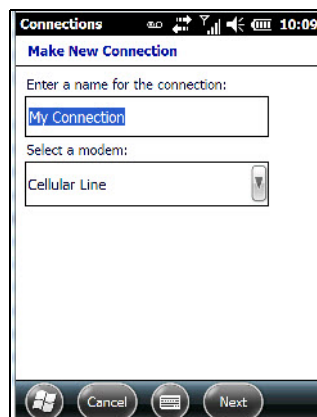 Connections 10:09
Make New Connection
Enter a name for the connection:
My Connection
Select a modem:
Cellular Line
Cancel Next